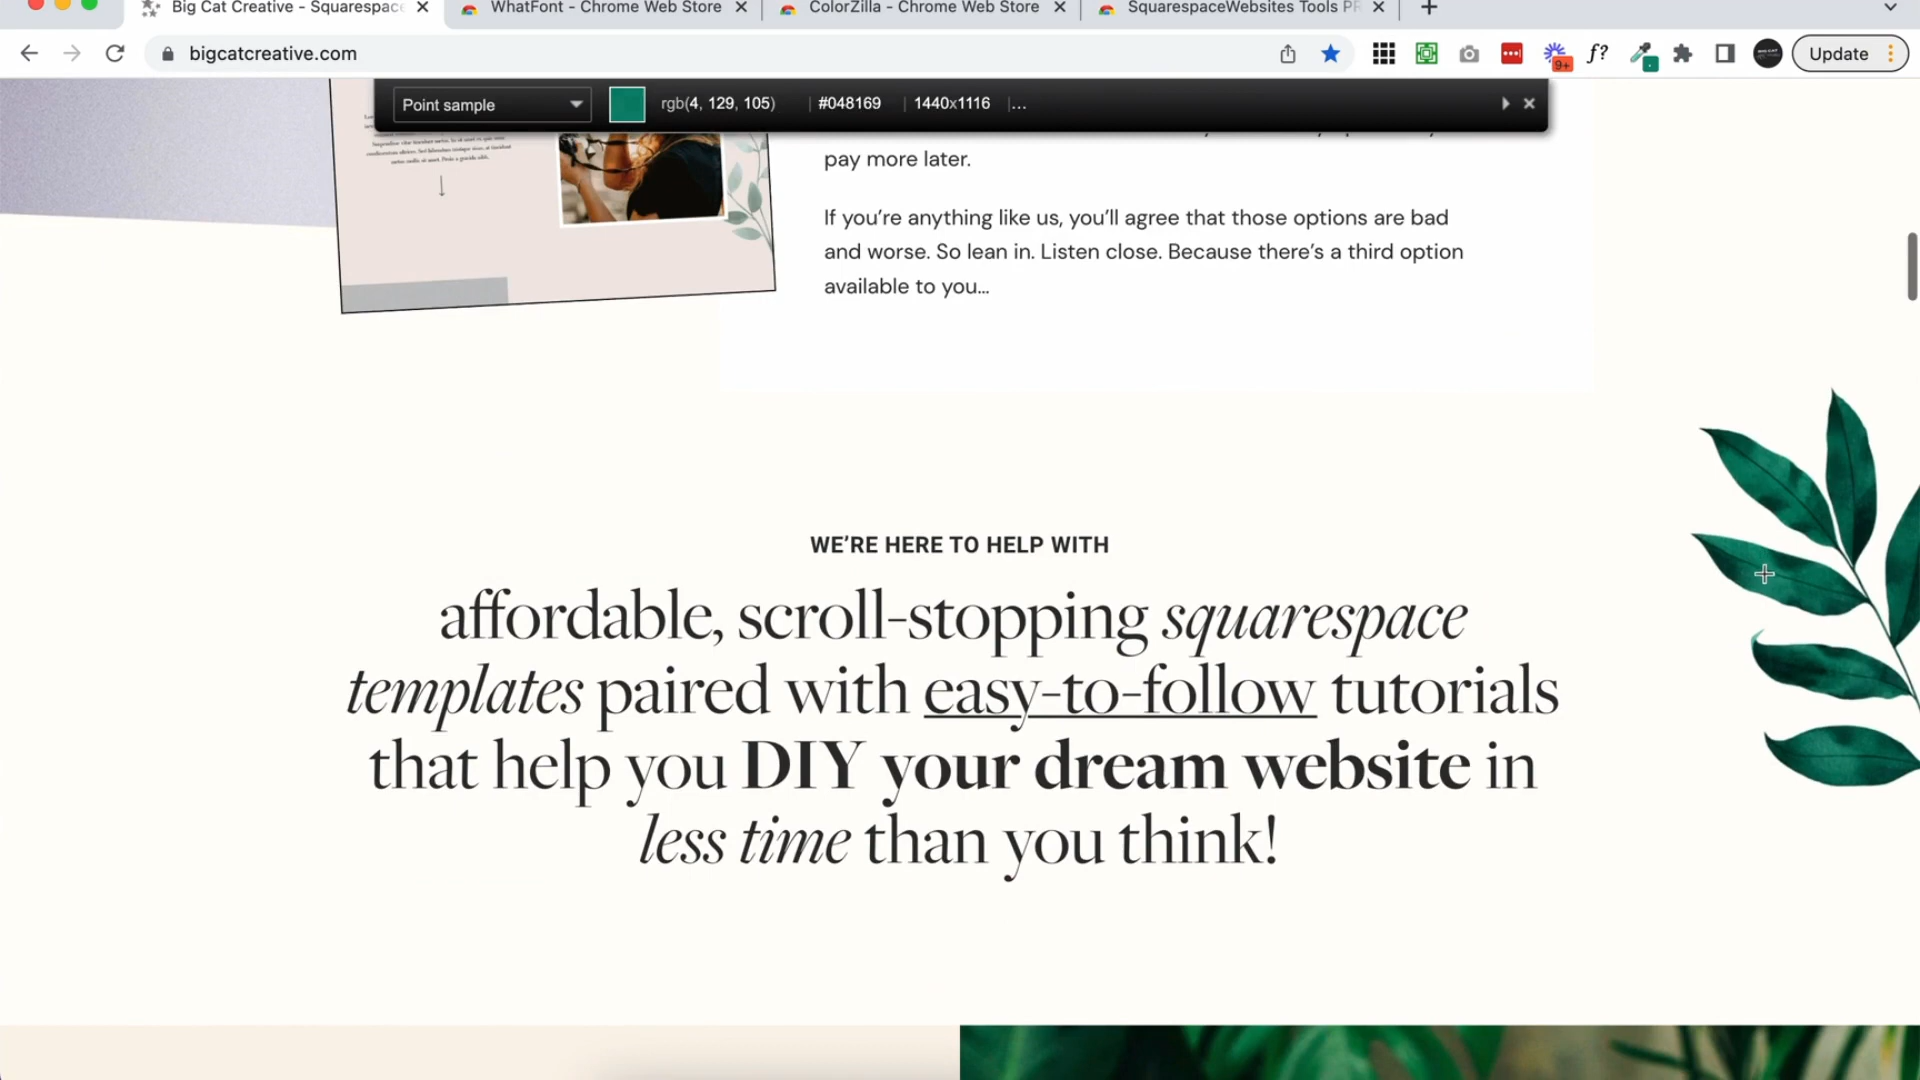 Big Cat Creative - Squarespace
WhatFont - Chrome Web Store
ColorZilla - Chrome Web Store
SquarespaceWebsites Tools PR
bigcatcreative.com
9+
f?
Update
Point sample
rgb(4, 129, 105)
#048169
1440x1116
...
pay more later.
If you’re anything like us, you’ll agree that those options are bad
and worse. So lean in. Listen close. Because there’s a third option
available to you...
WE’RE HERE TO HELP WITH
affordable, scroll-stopping squarespace
templates paired with easy-to-follow tutorials
that help you DIY your dream website in
less time than you think!